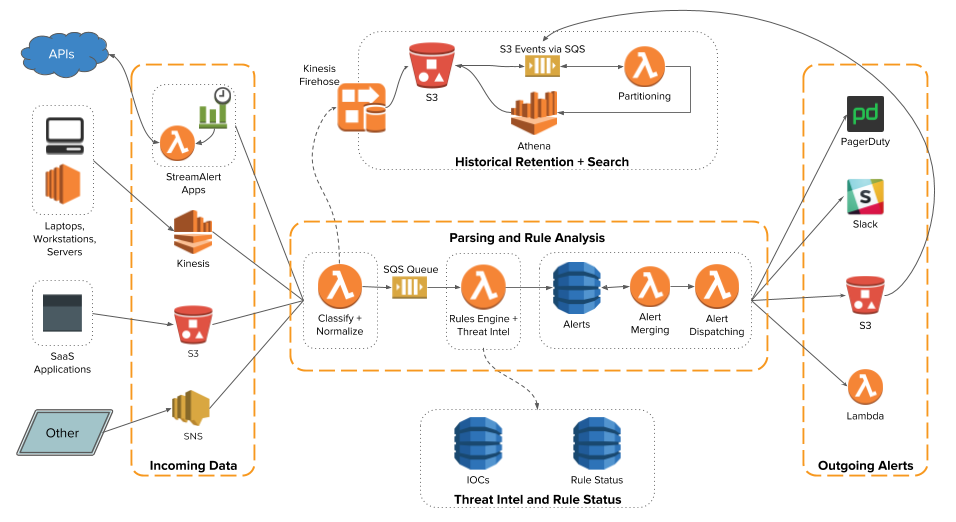 APIs
StreamAlert
Apps
Laptops,
Workstations,
Servers
Kinesis
SaaS
Applications
S3
Other
SNS
Incoming Data
Kinesis
Firehose
S3
S3 Events via SQS
Partitioning
Athena
Historical Retention + Search
Parsing and Rule Analysis
Classify +
Normalize
SQS Queue
Rules Engine +
Threat Intel
Alerts
Alert
Merging
Alert
Dispatching
IOCs
Rule Status
Threat Intel and Rule Status
pd
PagerDuty
S
Slack
S3
Lambda
Outgoing Alerts